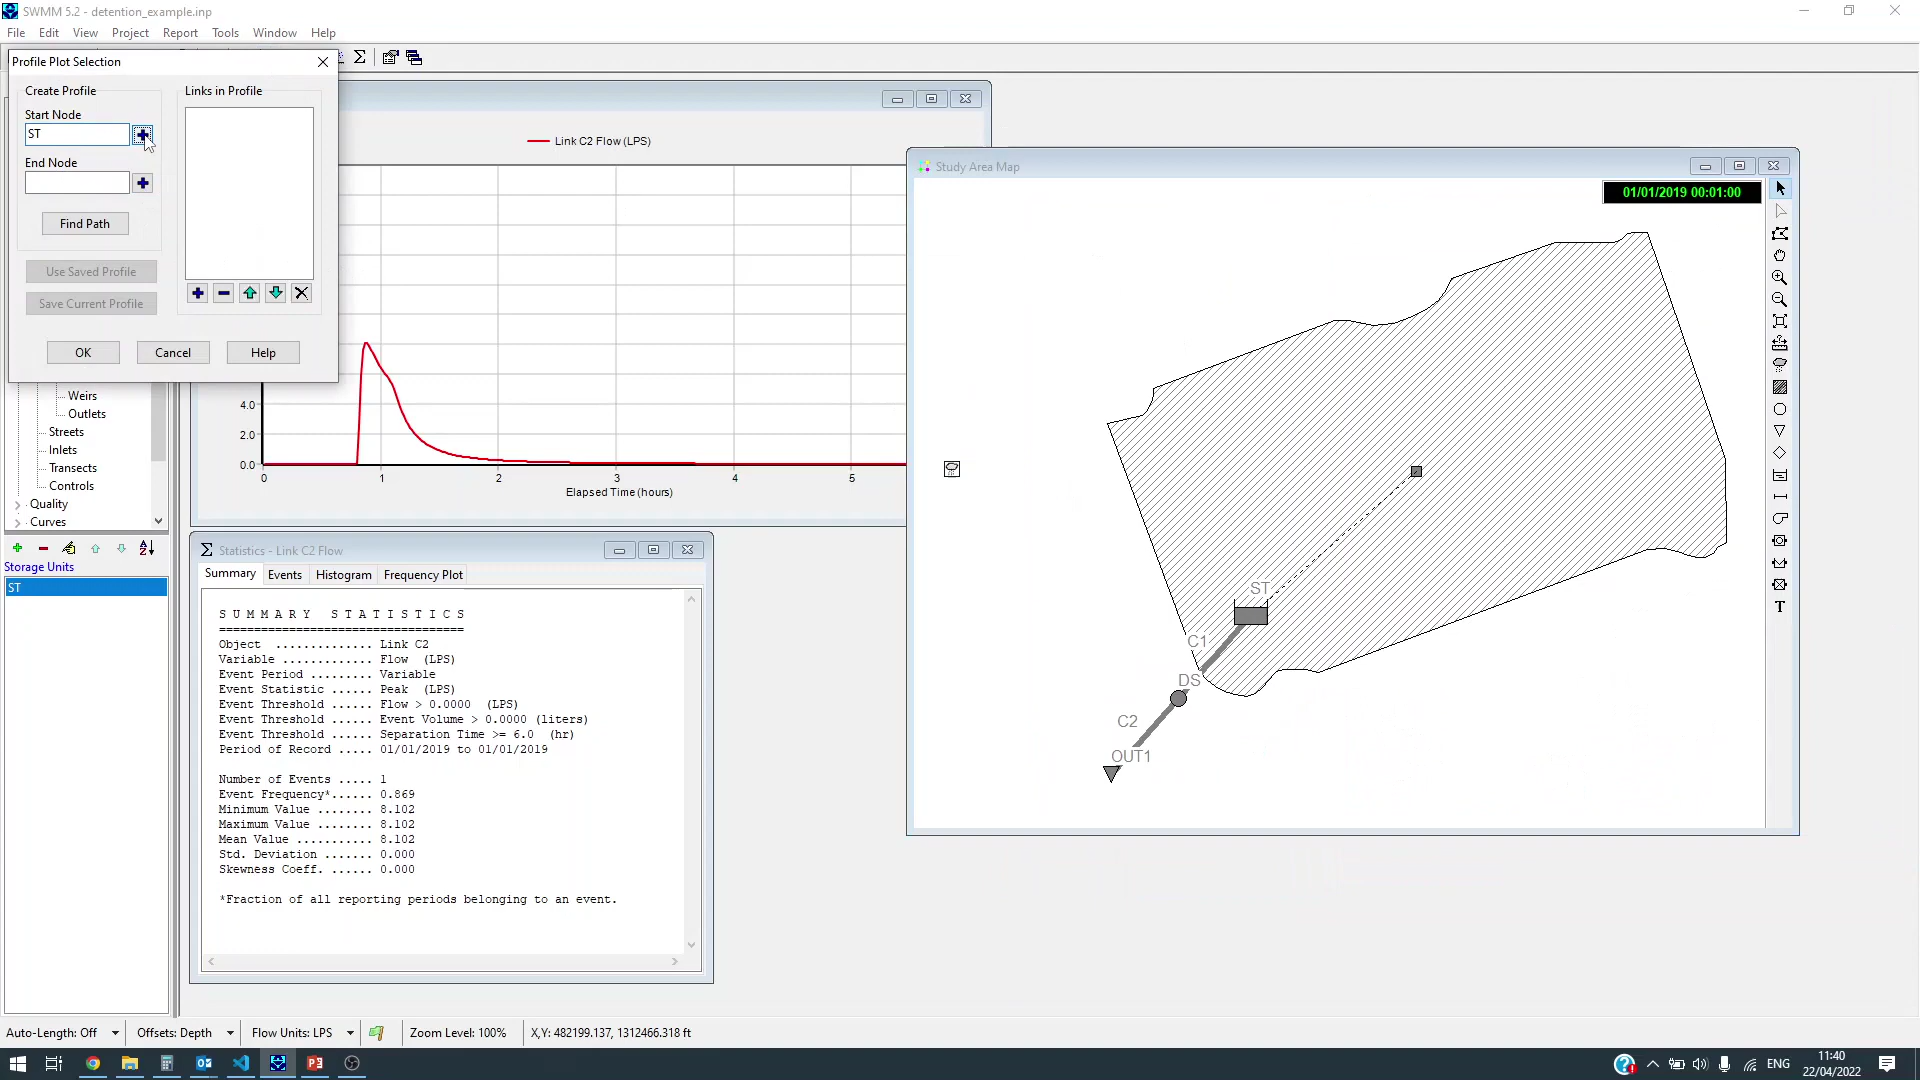 SWMM 5.2 - detention_example.inp
File Edit View Project Report Tools Window Help
Profile Plot Selection
Create Profile
Start Node
ST
End Node
Find Path
Use Saved Profile
Save Current Profile
Links in Profile
OK Cancel Help
Link C2 Flow (LPS)
4.0
2.0
0.0
0 1 2 3 4 5
Elapsed Time (hours)
Weirs
Outlets
Streets
Inlets
Transects
Controls
Quality
Curves
Storage Units
ST
Statistics - Link C2 Flow
Summary Events Histogram Frequency Plot
S U M M A R Y   S T A T I S T I C S
===============================
Object .............. Link C2
Variable ............ Flow (LPS)
Event Period ........ Variable
Event Statistic ..... Peak (LPS)
Event Threshold ..... Flow > 0.0000 (LPS)
Event Threshold ..... Event Volume > 0.0000 (liters)
Event Threshold ..... Separation Time >= 6.0 (hr)
Period of Record .... 01/01/2019 to 01/01/2019
Number of Events .... 1
Event Frequency*..... 0.869
Minimum Value ....... 8.102
Maximum Value ....... 8.102
Mean Value .......... 8.102
Std. Deviation ...... 0.000
Skewness Coeff. ..... 0.000
*Fraction of all reporting periods belonging to an event.
Study Area Map
01/01/2019 00:01:00
ST
C1
DS
C2
OUT1
T
Auto-Length: Off Offsets: Depth Flow Units: LPS Zoom Level: 100% X,Y: 482199.137, 1312466.318 ft
ENG
11:40
22/04/2022